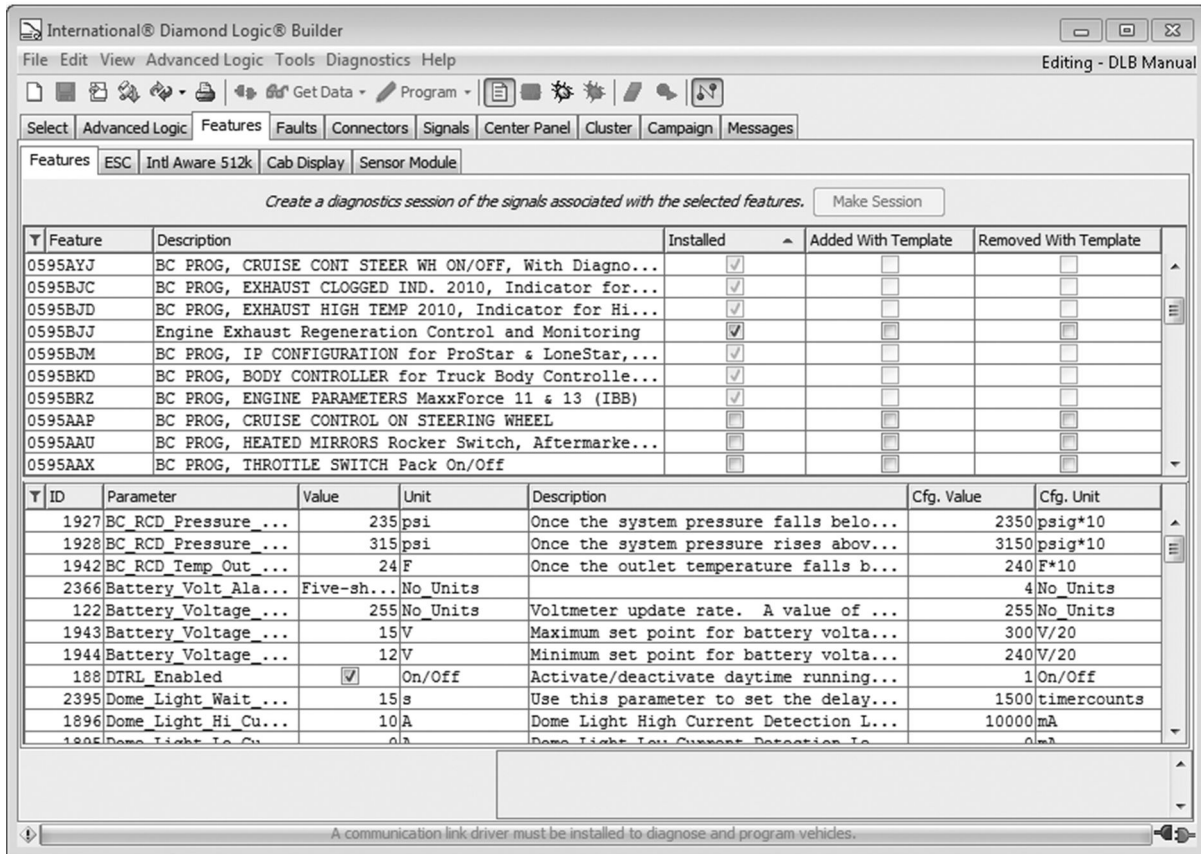 International® Diamond Logic® Builder
File Edit View Advanced Logic Tools Diagnostics Help Editing - DLB Manual
Get Data Program
Select Advanced Logic Features Faults Connectors Signals Center Panel Cluster Campaign Messages
Features ESC Intl Aware 512k Cab Display Sensor Module
Create a diagnostics session of the signals associated with the selected features. Make Session
Feature Description Installed Added With Template Removed With Template
0595AYJ BC PROG, CRUISE CONT STEER WH ON/OFF, With Diagno...
0595BJC BC PROG, EXHAUST CLOGGED IND. 2010, Indicator for...
0595BJD BC PROG, EXHAUST HIGH TEMP 2010, Indicator for Hi...
0595BJJ Engine Exhaust Regeneration Control and Monitoring
0595BJM BC PROG, IP CONFIGURATION for ProStar & LoneStar,...
0595BKD BC PROG, BODY CONTROLLER for Truck Body Controlle...
0595BRZ BC PROG, ENGINE PARAMETERS MaxxForce 11 & 13 (IBB)
0595AAP BC PROG, CRUISE CONTROL ON STEERING WHEEL
0595AAU BC PROG, HEATED MIRRORS Rocker Switch, Aftermarke...
0595AAX BC PROG, THROTTLE SWITCH Pack On/Off
ID Parameter Value Unit Description Cfg. Value Cfg. Unit
1927 BC_RCD_Pressure_... 235 psi Once the system pressure falls belo... 2350 psig*10
1928 BC_RCD_Pressure_... 315 psi Once the system pressure rises abov... 3150 psig*10
1942 BC_RCD_Temp_Out_... 24 F Once the outlet temperature falls b... 240 F*10
2366 Battery_Volt_Ala... Five-sh... No_Units 4 No_Units
122 Battery_Voltage_... 255 No_Units Voltmeter update rate. A value of ... 255 No_Units
1943 Battery_Voltage_... 15 V Maximum set point for battery volta... 300 V/20
1944 Battery_Voltage_... 12 V Minimum set point for battery volta... 240 V/20
188 DTRL_Enabled On/Off Activate/deactivate daytime running... 1 On/Off
2395 Dome_Light_Wait_... 15 s Use this parameter to set the delay... 1500 timercounts
1896 Dome_Light_Hi_Cu... 10 A Dome Light High Current Detection L... 10000 mA
1895 Dome_Light_Lo_Cu... 0 A Dome Light Low Current Detection Le... 0 mA
A communication link driver must be installed to diagnose and program vehicles.